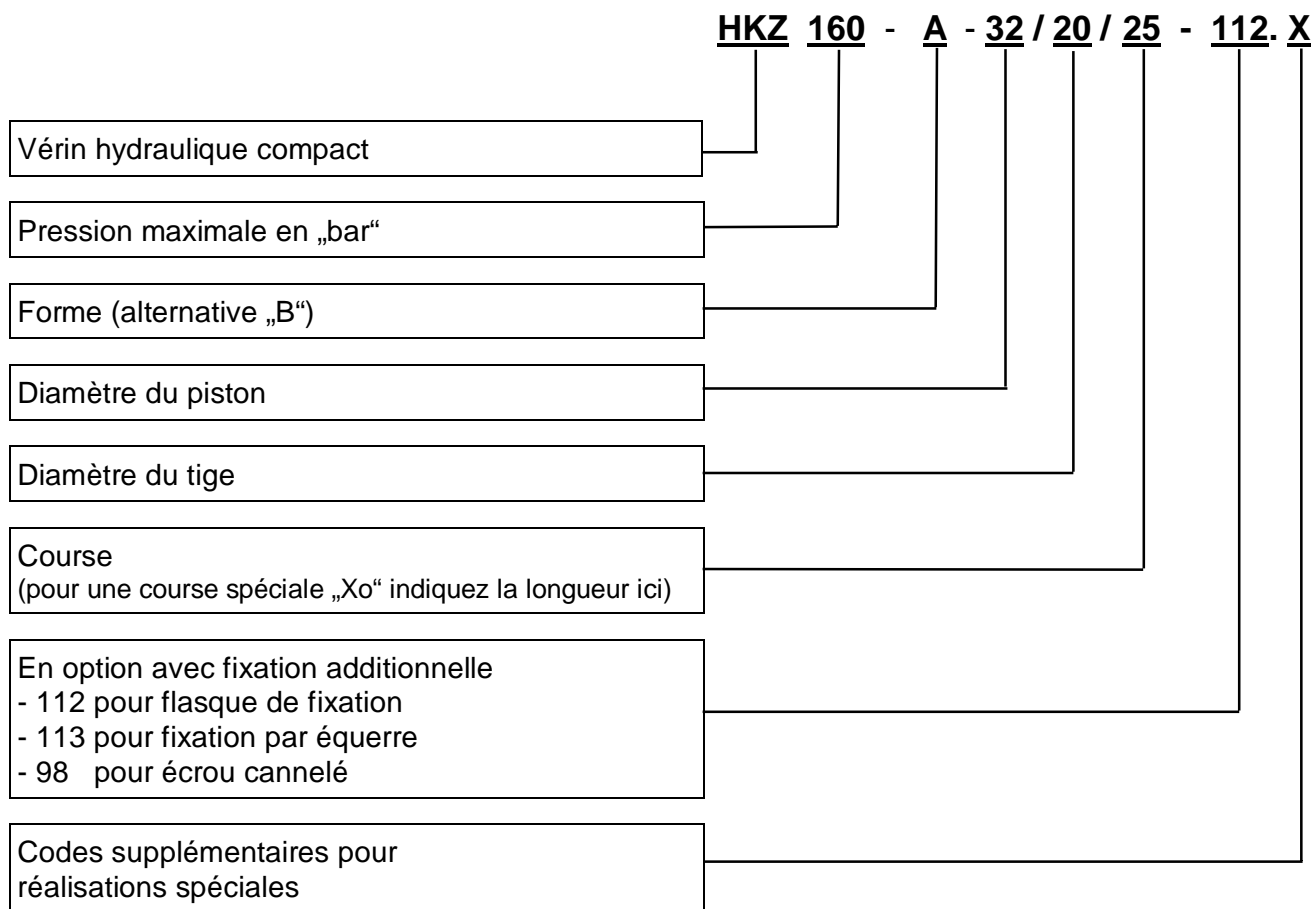 HKZ 160 - A - 32 / 20 / 25 - 112. X
Vérin hydraulique compact
Pression maximale en „bar“
Forme (alternative „B“)
Diamètre du piston
Diamètre du tige
Course
(pour une course spéciale „Xo“ indiquez la longueur ici)
En option avec fixation additionnelle
- 112 pour flasque de fixation
- 113 pour fixation par équerre
- 98 pour écrou cannelé
Codes supplémentaires pour
réalisations spéciales